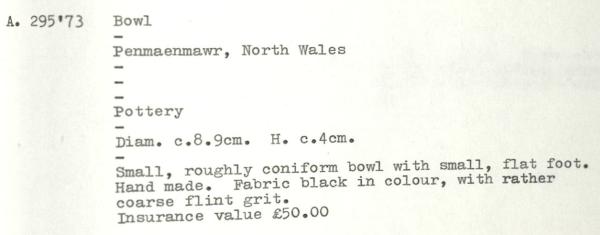 A. 295'73 Bowl
-
Penmaenmawr, North Wales
-
-
-
Pottery
-
Diam. c.8.9cm. H. c.4cm.
-
Small, roughly coniform bowl with small, flat foot.
Hand made. Fabric black in colour, with rather
coarse flint grit.
Insurance value £50.00